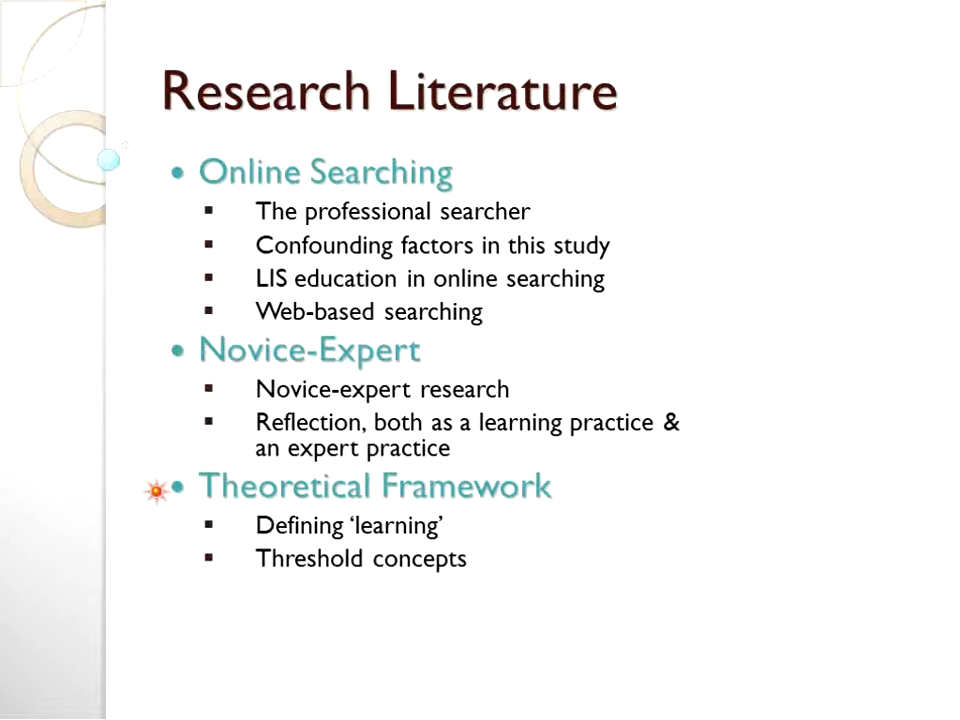 Research Literature
• Online Searching
▪ The professional searcher
▪ Confounding factors in this study
▪ LIS education in online searching
▪ Web-based searching
• Novice-Expert
▪ Novice-expert research
▪ Reflection, both as a learning practice &
an expert practice
• Theoretical Framework
▪ Defining ‘learning’
▪ Threshold concepts